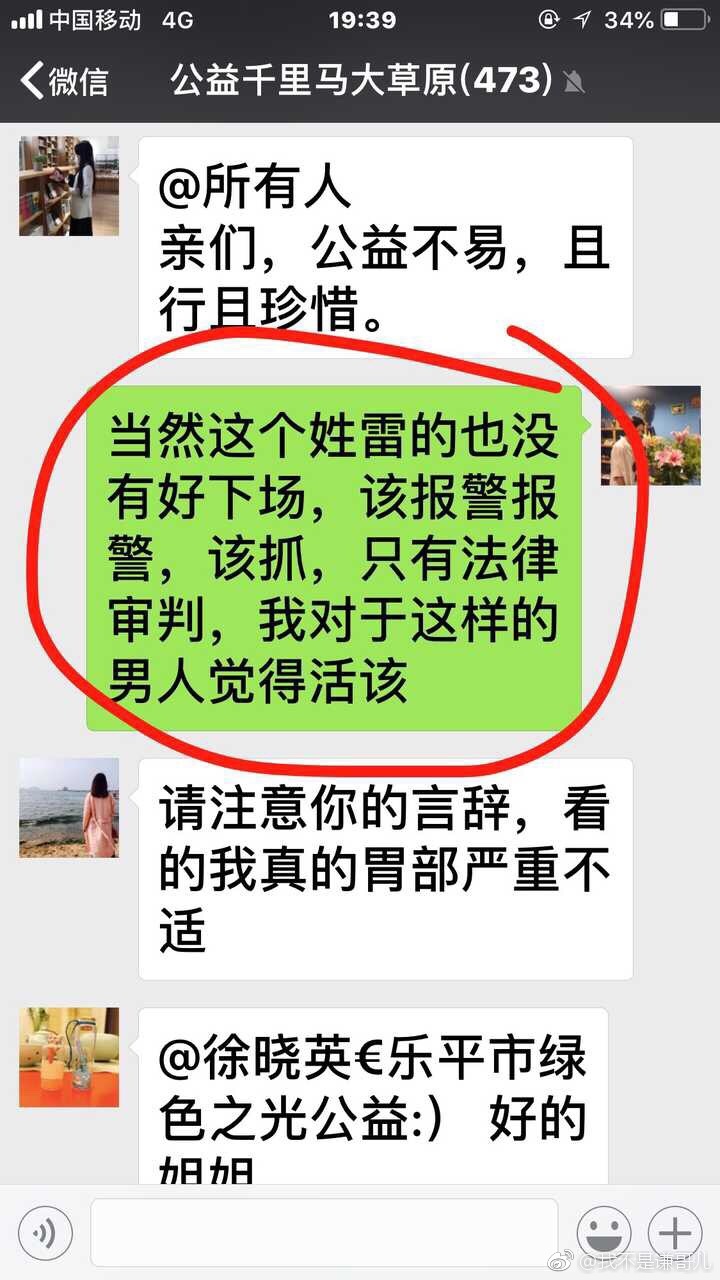 中国移动 4G 19:39 34%
微信 公益千里马大草原(473)
@所有人
亲们，公益不易，且
行且珍惜。
当然这个姓雷的也没
有好下场，该报警报
警，该抓，只有法律
审判，我对于这样的
男人觉得活该
请注意你的言辞，看
的我真的胃部严重不
适
@徐晓英€乐平市绿
色之光公益:） 好的
姐姐
@我不是谦哥儿